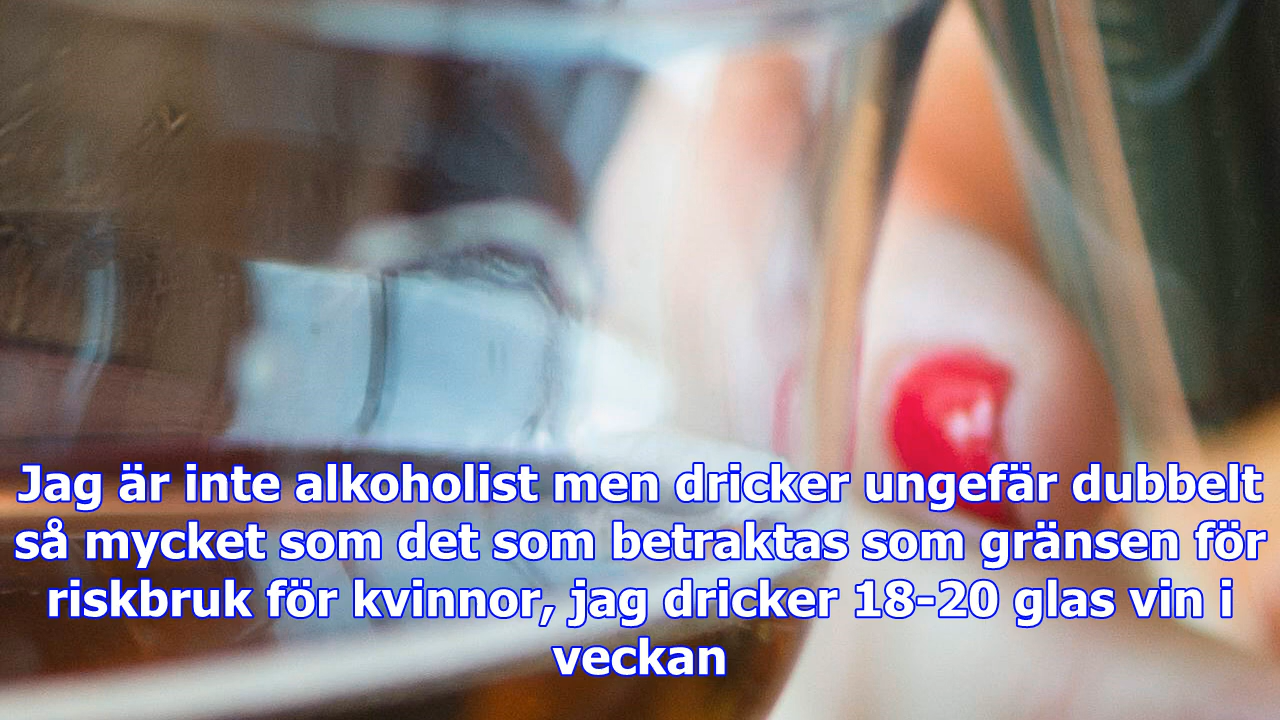 Jag är inte alkoholist men dricker ungefär dubbelt
så mycket som det som betraktas som gränsen för
riskbruk för kvinnor, jag dricker 18-20 glas vin i
veckan